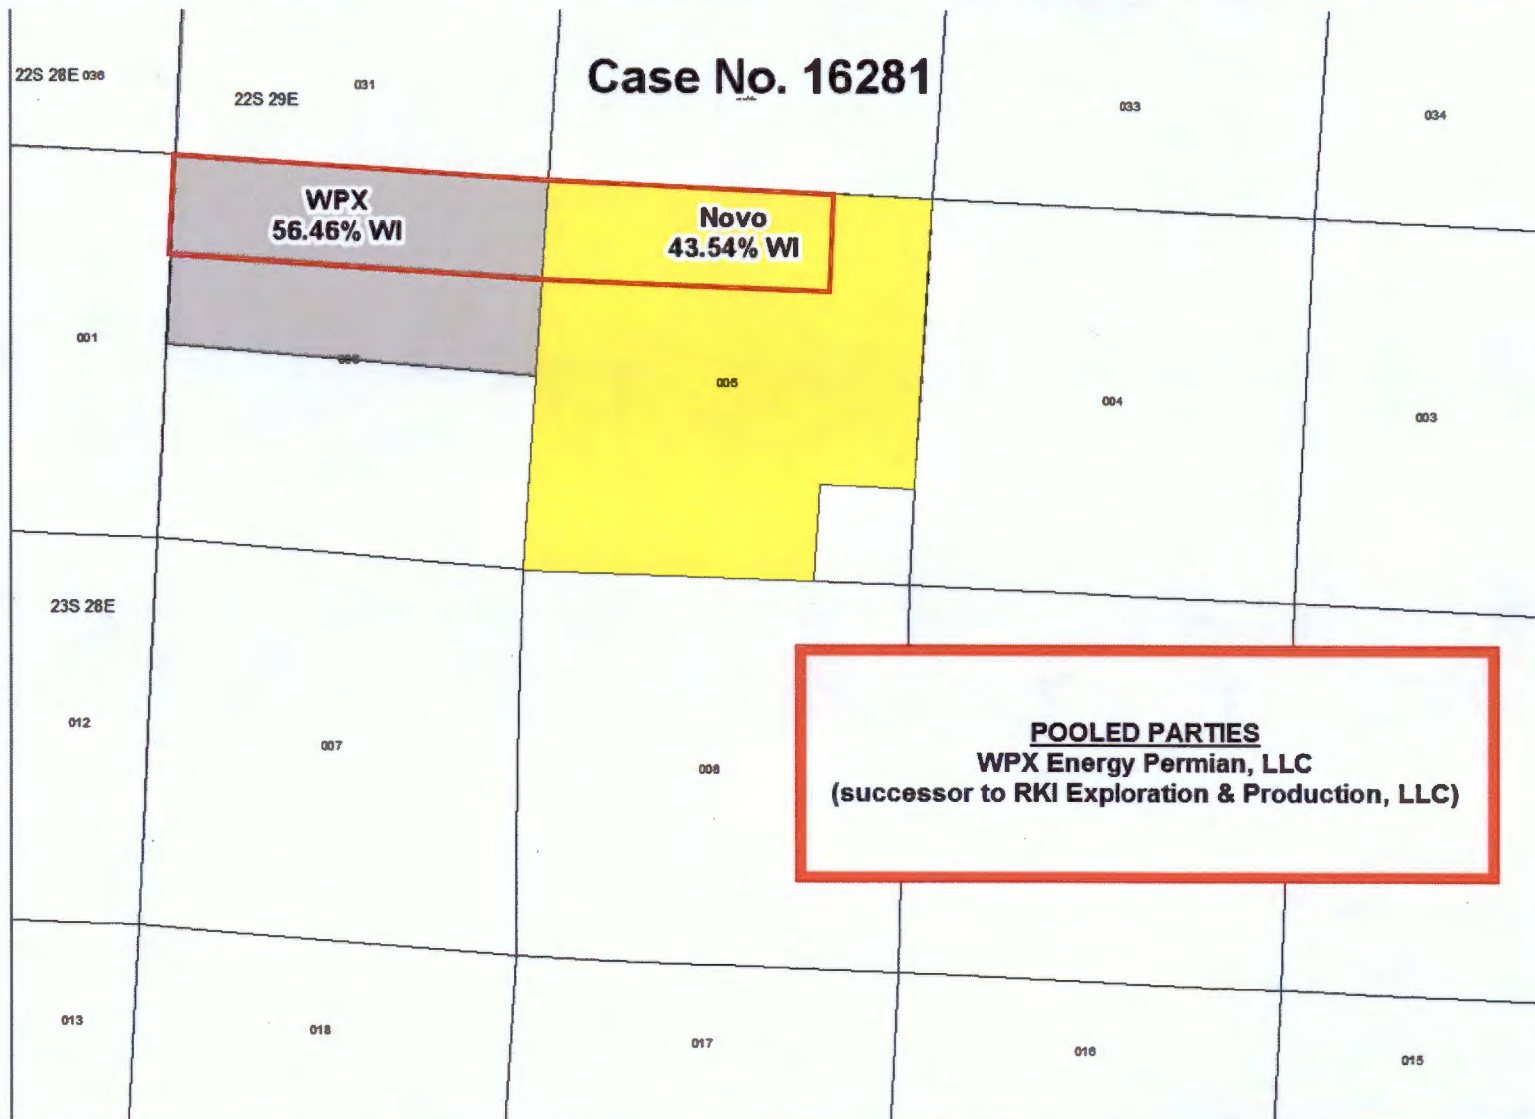 Case No. 16281
22S 28E 036
22S 29E
031
033
034
WPX
56.46% WI
Novo
43.54% WI
001
005
004
003
23S 28E
012
007
008
POOLED PARTIES
WPX Energy Permian, LLC
(successor to RKI Exploration & Production, LLC)
013
018
017
016
015